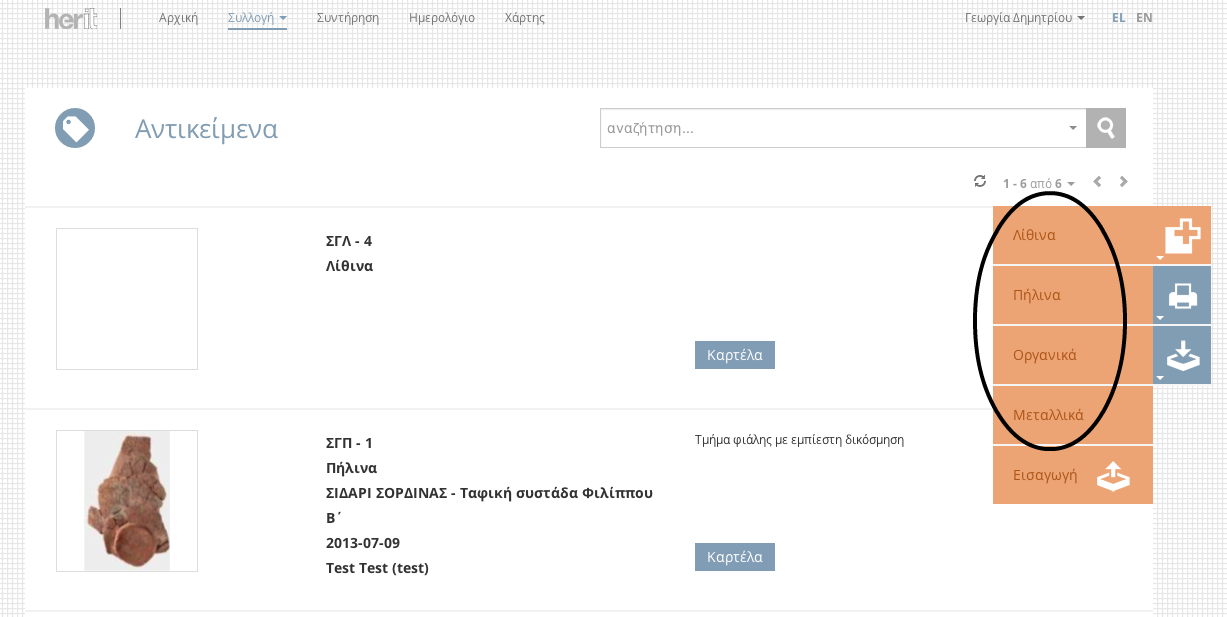 herit
Αρχική Συλλογή Συντήρηση Ημερολόγιο Χάρτης Γεωργία Δημητρίου EL EN
Αντικείμενα
αναζήτηση...
1 - 6 από 6
ΣΓΛ - 4
Λίθινα
Καρτέλα
Λίθινα
Πήλινα
Οργανικά
Μεταλλικά
Εισαγωγή
ΣΓΠ - 1
Πήλινα
ΣΙΔΑΡΙ ΣΟΡΔΙΝΑΣ - Ταφική συστάδα Φιλίππου
Β΄
2013-07-09
Test Test (test)
Τμήμα φιάλης με εμπίεστη δικόσμηση
Καρτέλα